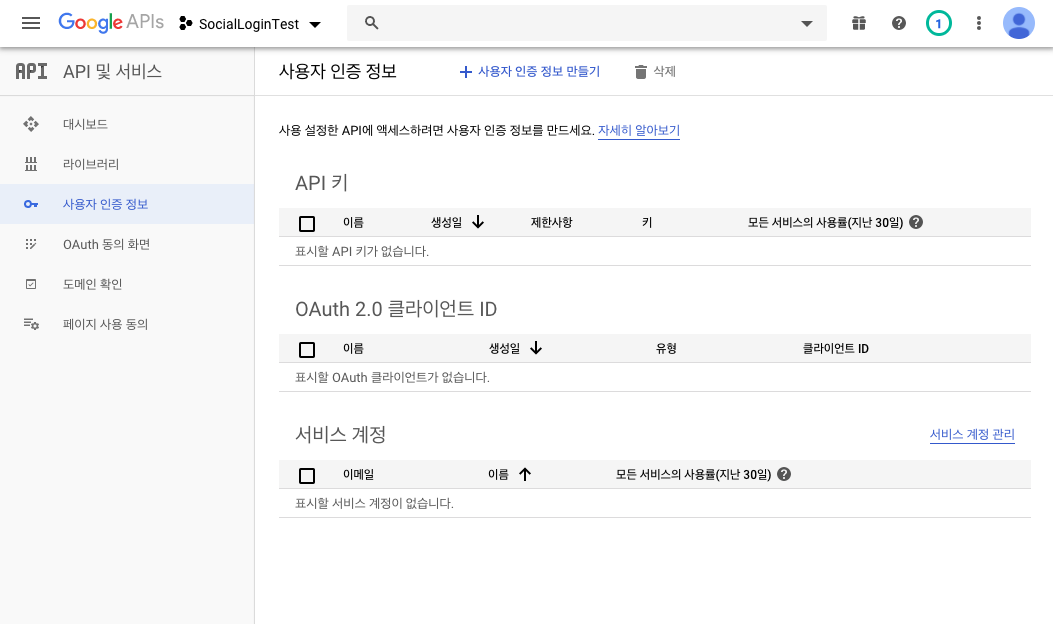 Google APIs SocialLoginTest 1
API API 및 서비스
사용자 인증 정보 사용자 인증 정보 만들기 삭제
대시보드
라이브러리
사용자 인증 정보
OAuth 동의 화면
도메인 확인
페이지 사용 동의
사용 설정한 API에 액세스하려면 사용자 인증 정보를 만드세요. 자세히 알아보기
API 키
이름 생성일 제한사항 키 모든 서비스의 사용률(지난 30일)
표시할 API 키가 없습니다.
OAuth 2.0 클라이언트 ID
이름 생성일 유형 클라이언트 ID
표시할 OAuth 클라이언트가 없습니다.
서비스 계정 서비스 계정 관리
이메일 이름 모든 서비스의 사용률(지난 30일)
표시할 서비스 계정이 없습니다.